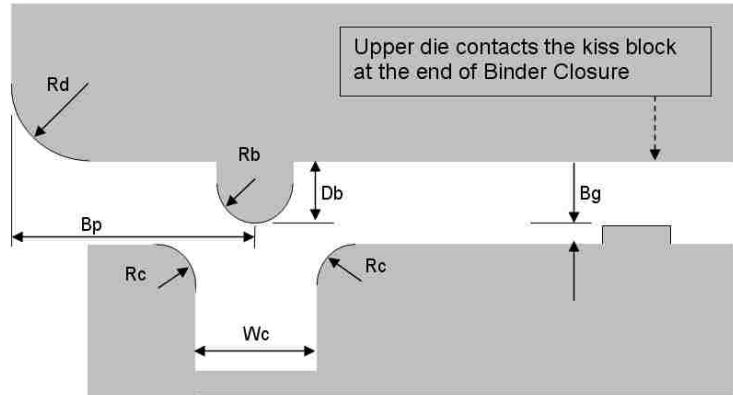 Upper die contacts the kiss block
at the end of Binder Closure
Rd
Rb
Db
Bg
Bp
Rc
Rc
Wc